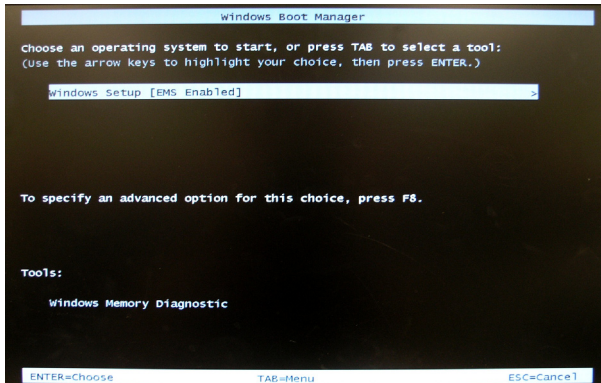 Windows Boot Manager
Choose an operating system to start, or press TAB to select a tool:
(Use the arrow keys to highlight your choice, then press ENTER.)
Windows Setup [EMS Enabled] >
To specify an advanced option for this choice, press F8.
Tools:
Windows Memory Diagnostic
ENTER=Choose TAB=Menu ESC=Cancel